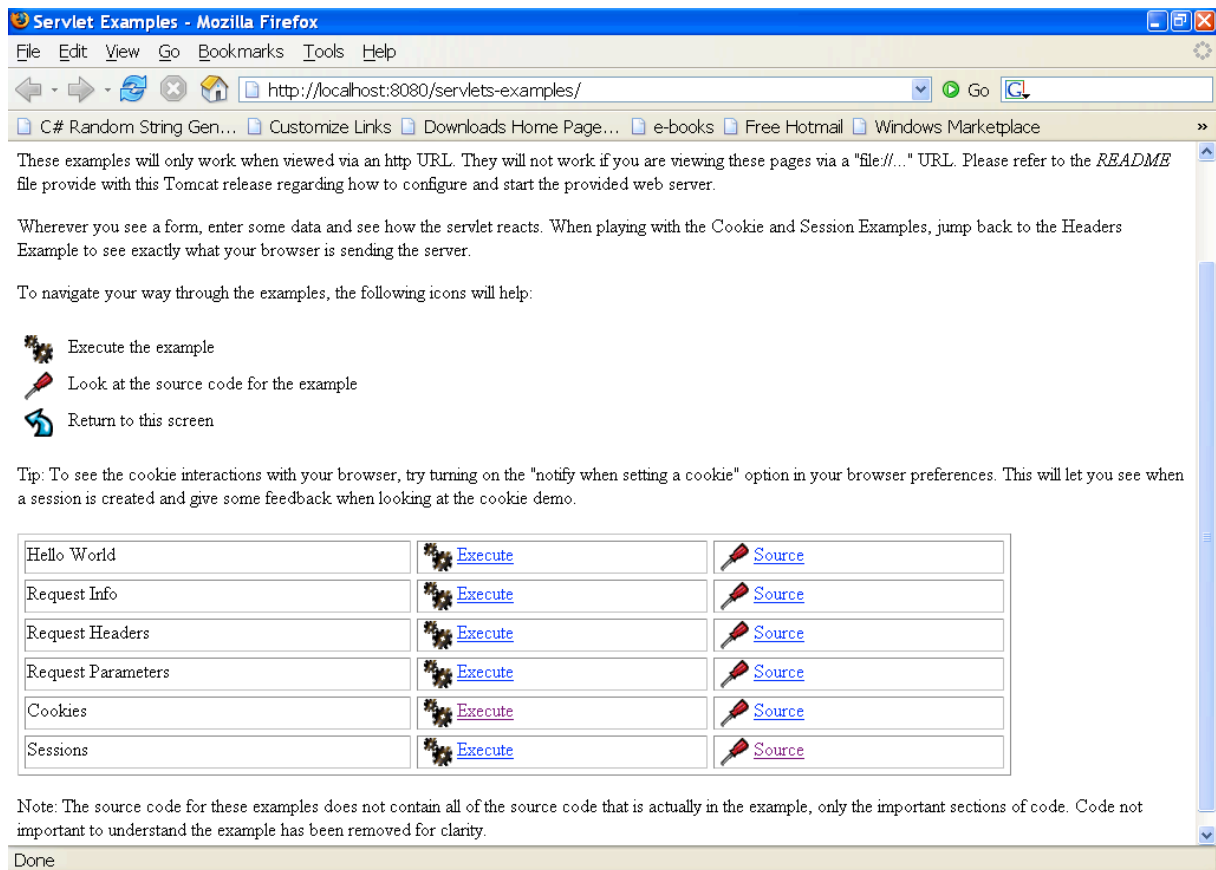 Servlet Examples - Mozilla Firefox
File Edit View Go Bookmarks Tools Help
http://localhost:8080/servlets-examples/ Go G
C# Random String Gen... Customize Links Downloads Home Page... e-books Free Hotmail Windows Marketplace »
These examples will only work when viewed via an http URL. They will not work if you are viewing these pages via a "file://..." URL. Please refer to the README
file provide with this Tomcat release regarding how to configure and start the provided web server.
Wherever you see a form, enter some data and see how the servlet reacts. When playing with the Cookie and Session Examples, jump back to the Headers
Example to see exactly what your browser is sending the server.
To navigate your way through the examples, the following icons will help:
Execute the example
Look at the source code for the example
Return to this screen
Tip: To see the cookie interactions with your browser, try turning on the "notify when setting a cookie" option in your browser preferences. This will let you see when
a session is created and give some feedback when looking at the cookie demo.
Hello World Execute Source
Request Info Execute Source
Request Headers Execute Source
Request Parameters Execute Source
Cookies Execute Source
Sessions Execute Source
Note: The source code for these examples does not contain all of the source code that is actually in the example, only the important sections of code. Code not
important to understand the example has been removed for clarity.
Done